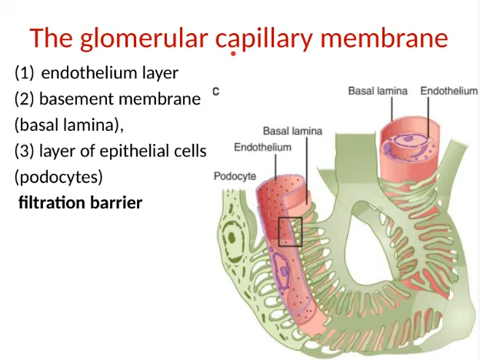 The glomerular capillary membrane
(1) endothelium layer
(2) basement membrane
(basal lamina),
(3) layer of epithelial cells
(podocytes)
filtration barrier
C
Basal lamina Endothelium
Basal lamina
Endothelium
Podocyte